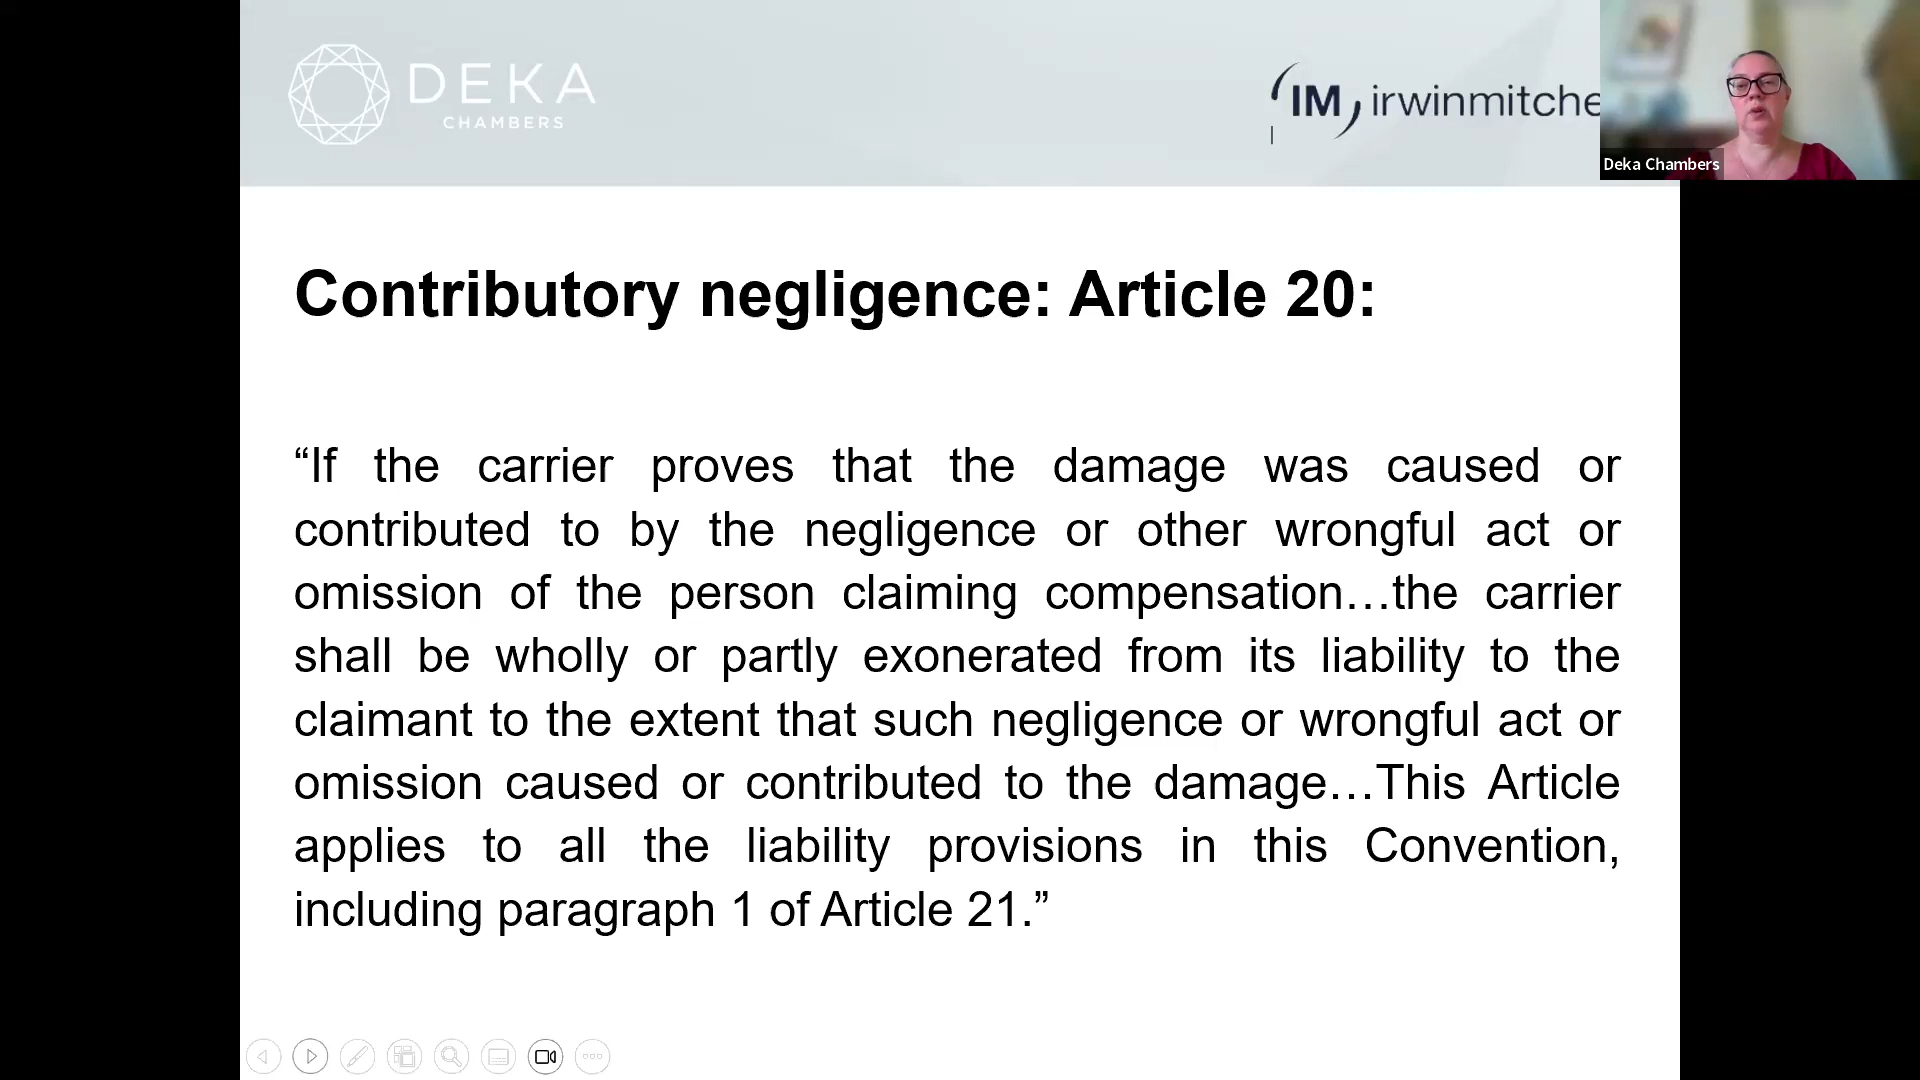 DEKA
CHAMBERS
IM irwinmitche
Deka Chambers
Contributory negligence: Article 20:
“If the carrier proves that the damage was caused or
contributed to by the negligence or other wrongful act or
omission of the person claiming compensation…the carrier
shall be wholly or partly exonerated from its liability to the
claimant to the extent that such negligence or wrongful act or
omission caused or contributed to the damage…This Article
applies to all the liability provisions in this Convention,
including paragraph 1 of Article 21.”